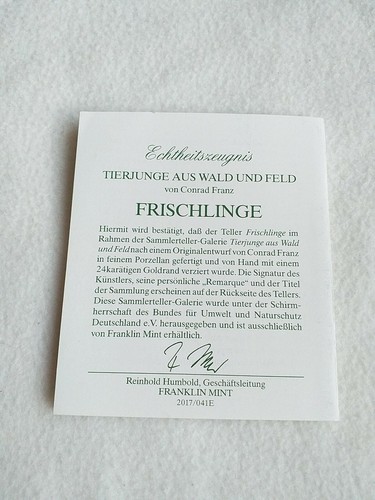 Echtheitszeugnis
TIERJUNGE AUS WALD UND FELD
von Conrad Franz
FRISCHLINGE
Hiermit wird bestätigt, daß der Teller Frischlinge im
Rahmen der Sammlerteller-Galerie Tierjunge aus Wald
und Feld nach einem Originalentwurf von Conrad Franz
in feinem Porzellan gefertigt und von Hand mit einem
24karätigen Goldrand verziert wurde. Die Signatur des
Künstlers, seine persönliche „Remarque" und der Titel
der Sammlung erscheinen auf der Rückseite des Tellers.
Diese Sammlerteller-Galerie wurde unter der Schirm-
herrschaft des Bundes für Umwelt und Naturschutz
Deutschland e.V. herausgegeben und ist ausschließlich
von Franklin Mint erhältlich.
Reinhold Humbold, Geschäftsleitung
FRANKLIN MINT
2017/041E